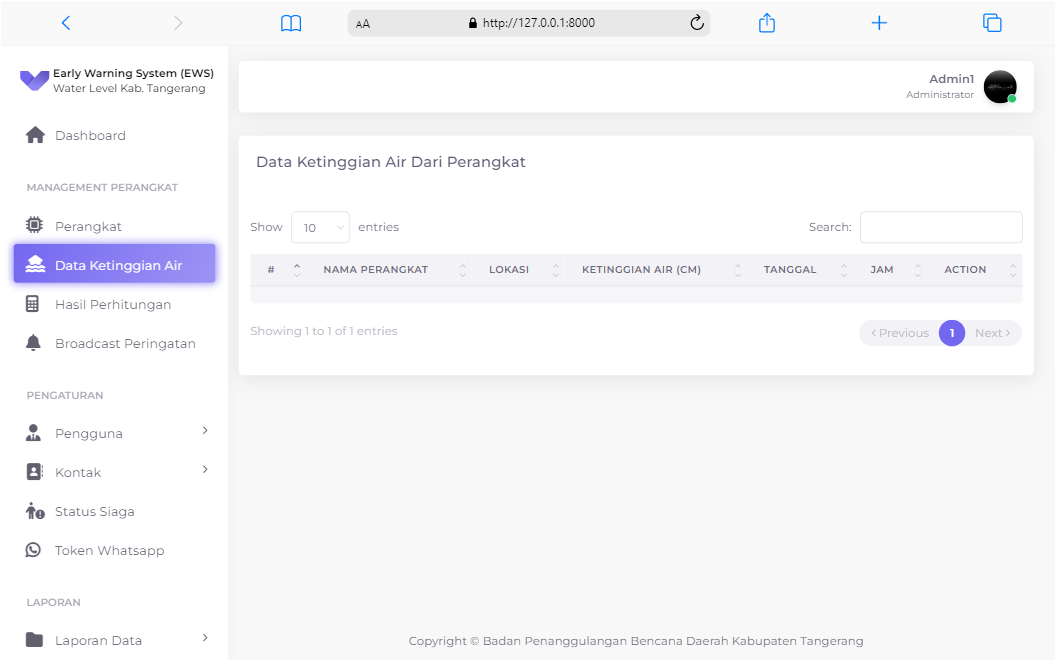 AA http://127.0.0.1:8000
Early Warning System (EWS)
Water Level Kab. Tangerang
Dashboard
MANAGEMENT PERANGKAT
Perangkat
Data Ketinggian Air
Hasil Perhitungan
Broadcast Peringatan
PENGATURAN
Pengguna
Kontak
Status Siaga
Token Whatsapp
LAPORAN
Laporan Data
Admin1
Administrator
Data Ketinggian Air Dari Perangkat
Show 10 entries Search:
# NAMA PERANGKAT LOKASI KETINGGIAN AIR (CM) TANGGAL JAM ACTION
Showing 1 to 1 of 1 entries ‹ Previous 1 Next ›
Copyright © Badan Penanggulangan Bencana Daerah Kabupaten Tangerang